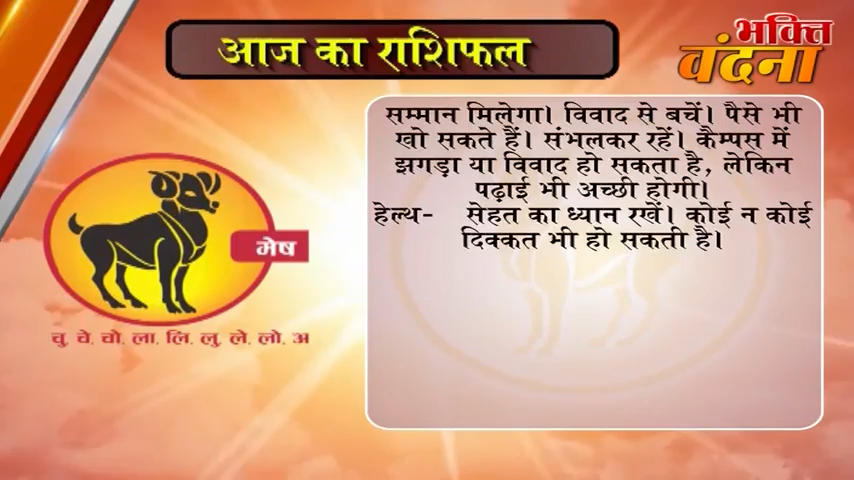 आज का राशिफल
भक्ति
वंदना
सम्मान मिलेगा। विवाद से बचें। पैसे भी
खो सकते हैं। संभलकर रहें। कैम्पस में
झगड़ा या विवाद हो सकता है, लेकिन
पढ़ाई भी अच्छी होगी।
हेल्थ- सेहत का ध्यान रखें। कोई न कोई
दिक्कत भी हो सकती है।
मेष
चु, चे, चो, ला, लि, लु, ले, लो, अ